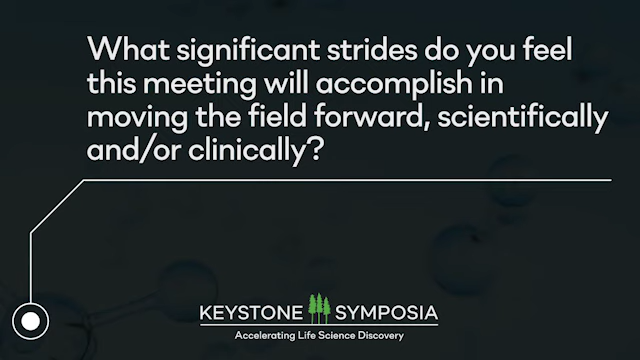 What significant strides do you feel
this meeting will accomplish in
moving the field forward, scientifically
and/or clinically?
KEYSTONE SYMPOSIA
Accelerating Life Science Discovery